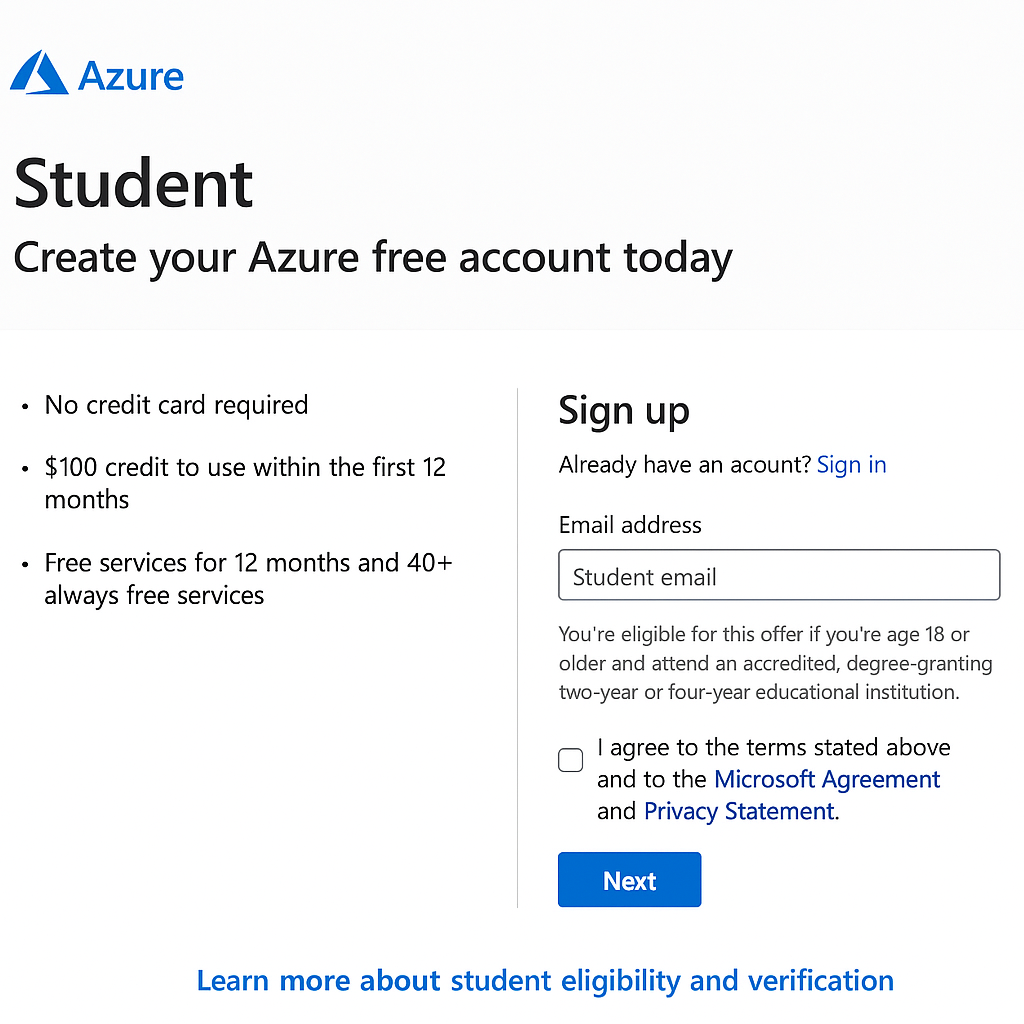 Azure
Student
Create your Azure free account today
• No credit card required
• $100 credit to use within the first 12
months
• Free services for 12 months and 40+
always free services
Sign up
Already have an acount? Sign in
Email address
Student email
You're eligible for this offer if you're age 18 or
older and attend an accredited, degree-granting
two-year or four-year educational institution.
I agree to the terms stated above
and to the Microsoft Agreement
and Privacy Statement.
Next
Learn more about student eligibility and verification